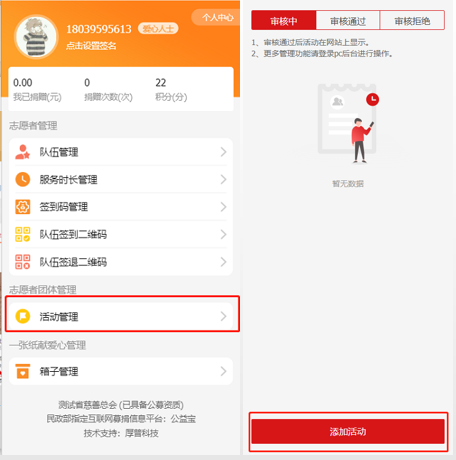 个人中心
18039595613 爱心人士
点击设置签名
0.00 0 22
我已捐赠(元) 捐赠次数(次) 积分(分)
志愿者管理
队伍管理
服务时长管理
签到码管理
队伍签到二维码
队伍签退二维码
志愿者团体管理
活动管理
一张纸献爱心管理
箱子管理
测试省慈善总会 (已具备公募资质)
民政部指定互联网募捐信息平台：公益宝
技术支持：厚普科技
审核中 审核通过 审核拒绝
1、审核通过后活动在网站上显示。
2、更多管理功能请登录pc后台进行操作。
暂无数据
添加活动